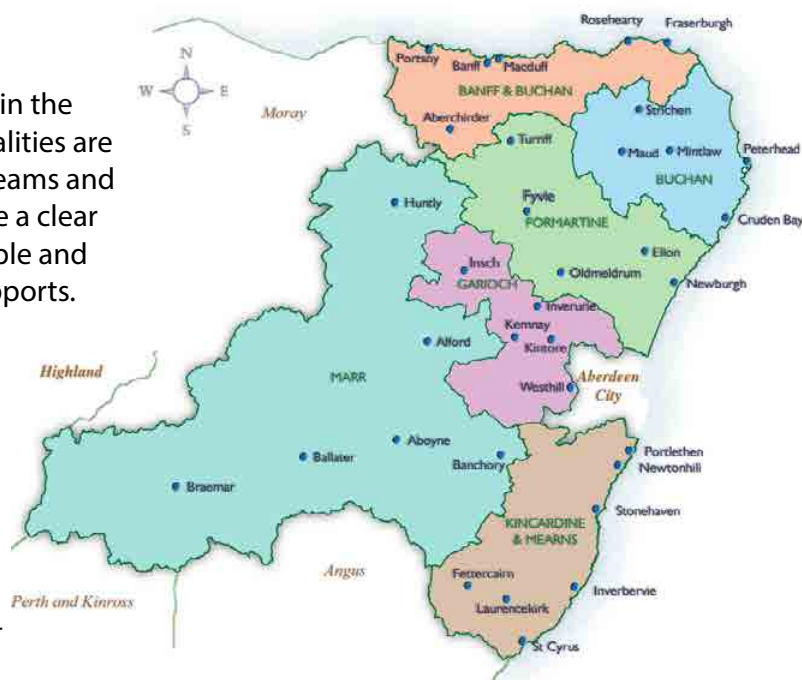 in the
alities are
eams and
e a clear
ple and
pports.
N
W E
S
Rosehearty
Fraserburgh
Portsoy
Banff
Macduff
BANFF & BUCHAN
Moray
Aberchirder
Strichen
Turriff
Maud
Mintlaw
Peterhead
BUCHAN
Huntly
Fyvie
FORMARTINE
Cruden Bay
Ellon
Insch
Oldmeldrum
GARIOCH
Newburgh
Inverurie
Kemnay
Alford
Kintore
Highland
MARR
Westhill
Aberdeen
City
Aboyne
Ballater
Banchory
Portlethen
Newtonhill
Braemar
Stonehaven
KINCARDINE
& MEARNS
Angus
Fettercairn
Inverbervie
Perth and Kinross
Laurencekirk
St Cyrus